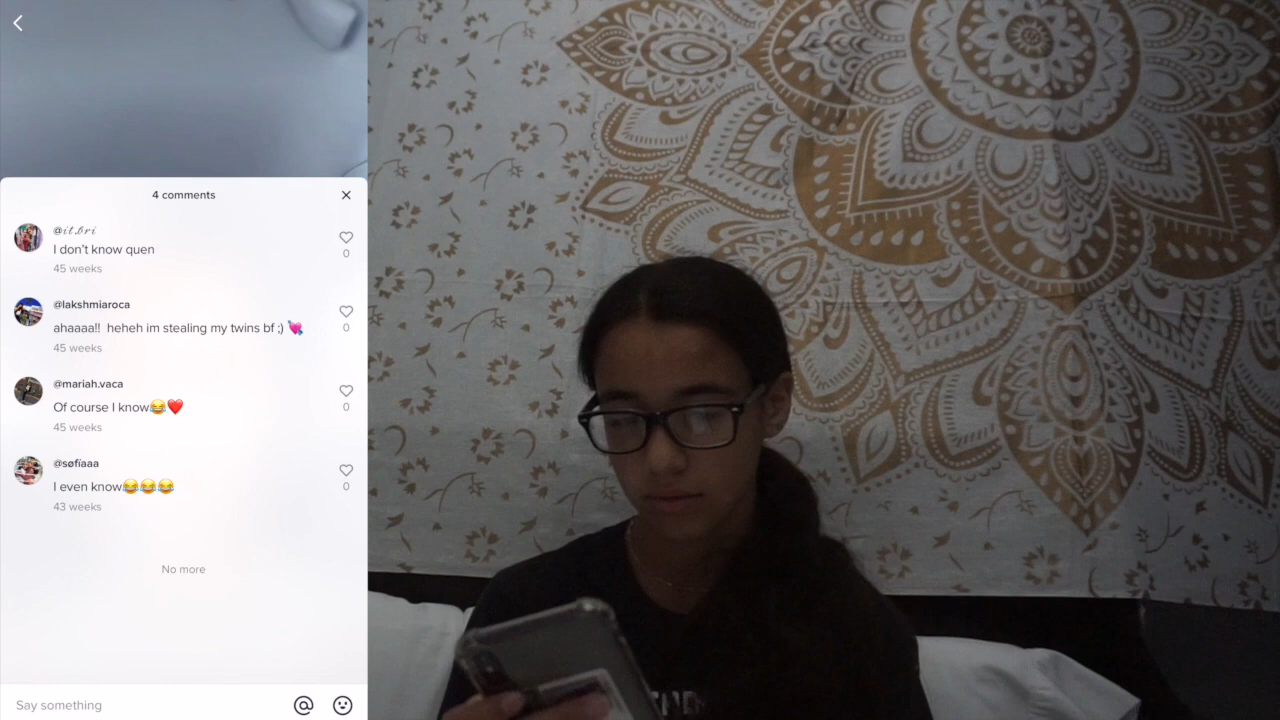 4 comments
@𝒾𝓉.𝒷𝓇𝒾
I don't know quen
45 weeks
0
@lakshmiaroca
ahaaaa!! heheh im stealing my twins bf ;) 💘
0
45 weeks
@mariah.vaca
Of course I know😂❤️
0
45 weeks
@søfíaaa
I even know😂😂😂
0
43 weeks
No more
Say something